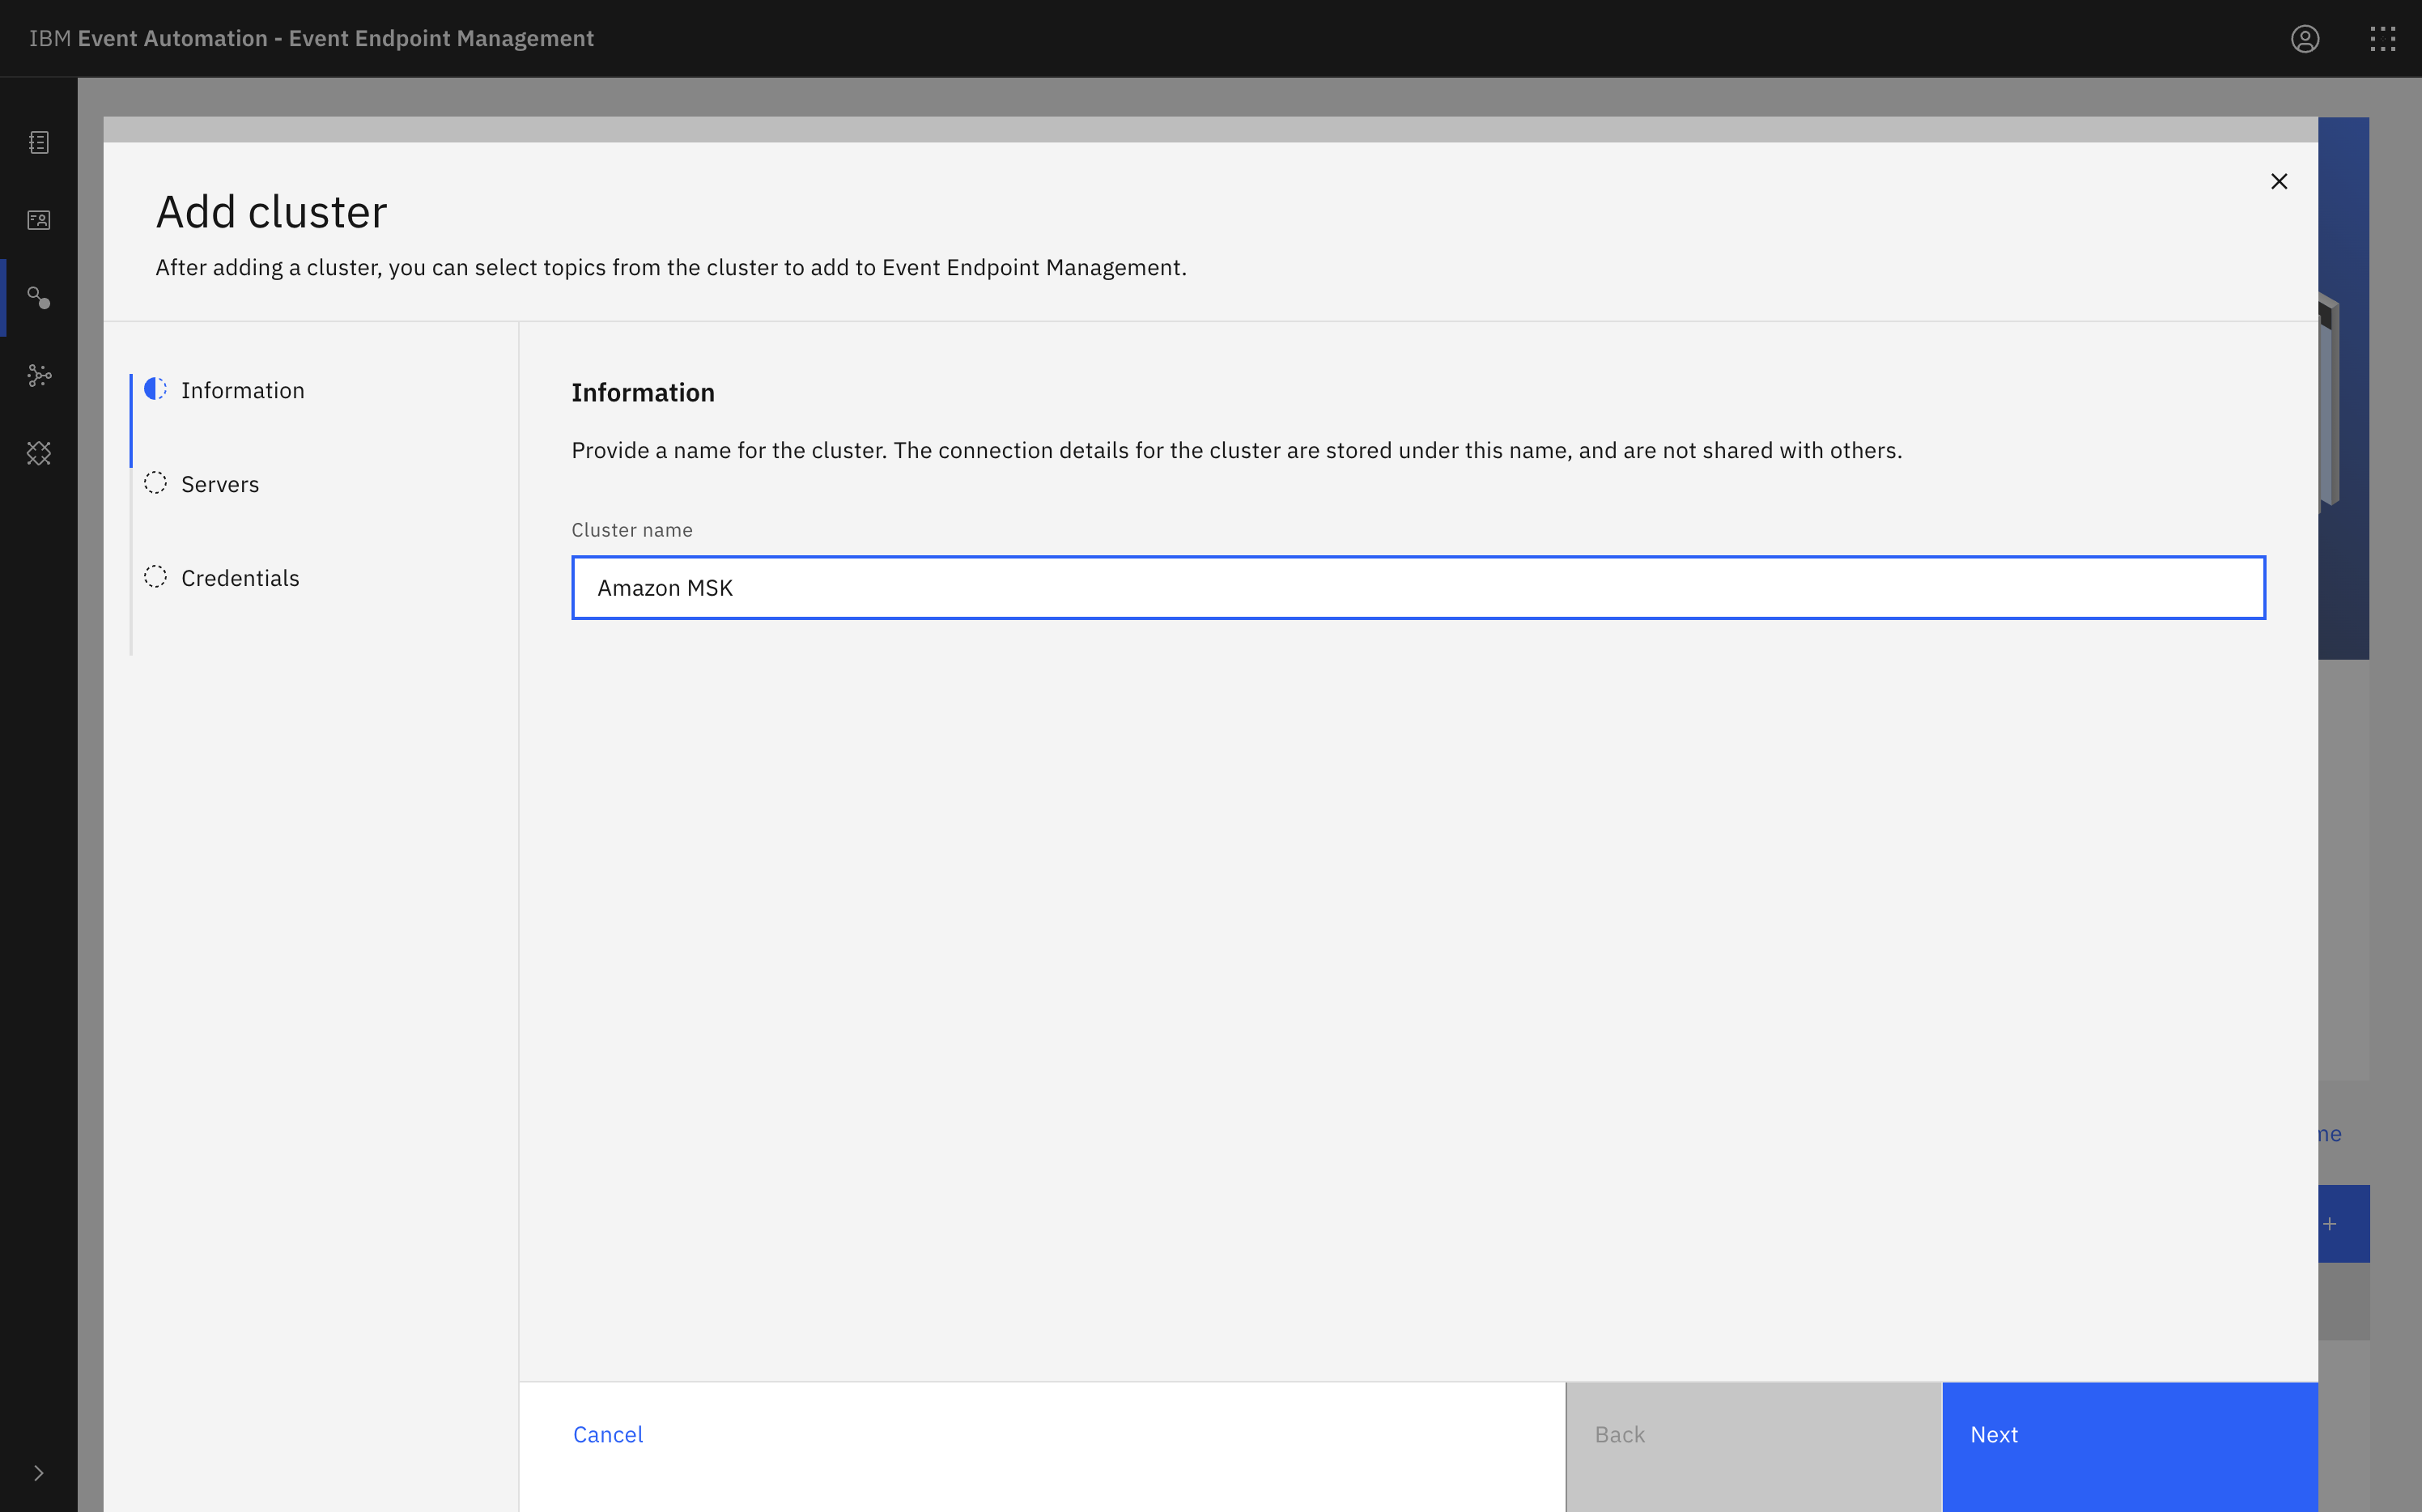 IBM Event Automation - Event Endpoint Management
Add cluster
After adding a cluster, you can select topics from the cluster to add to Event Endpoint Management.
Information
Servers
Credentials
Information
Provide a name for the cluster. The connection details for the cluster are stored under this name, and are not shared with others.
Cluster name
Amazon MSK
Cancel
Back
Next